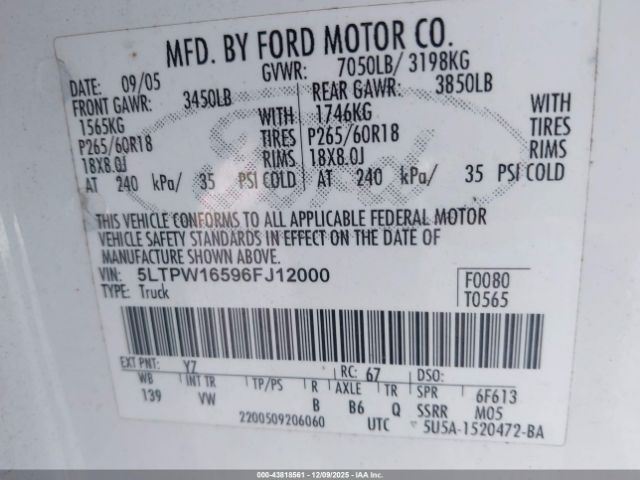 MFD. BY FORD MOTOR CO.
DATE: 09/05 GVWR: 7050LB/ 3198KG
FRONT GAWR: 3450LB REAR GAWR: 3850LB
1565KG WITH 1746KG WITH
P265/60R18 TIRES P265/60R18 TIRES
18X8.0J RIMS 18X8.0J RIMS
AT 240 kPa/ 35 PSI COLD AT 240 kPa/ 35 PSI COLD
THIS VEHICLE CONFORMS TO ALL APPLICABLE FEDERAL MOTOR
VEHICLE SAFETY STANDARDS IN EFFECT ON THE DATE OF
MANUFACTURE SHOWN ABOVE.
VIN: 5LTPW16596FJ12000 F0080
TYPE: Truck T0565
EXT PNT: Y7 RC: 67 DSO:
WB INT TR TP/PS R AXLE TR SPR 6F613
139 VW B B6 Q SSRR M05
2200509206060 UTC 5U5A-1520472-BA
Ford
000-43818561 - 12/09/2025 - IAAI.CA